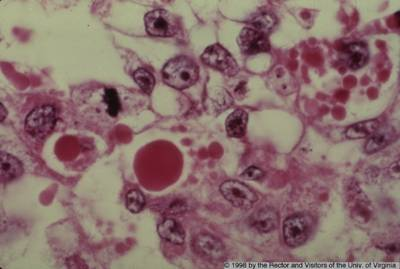 © 1996 by the Rector and Visitors of the Univ. of Virginia